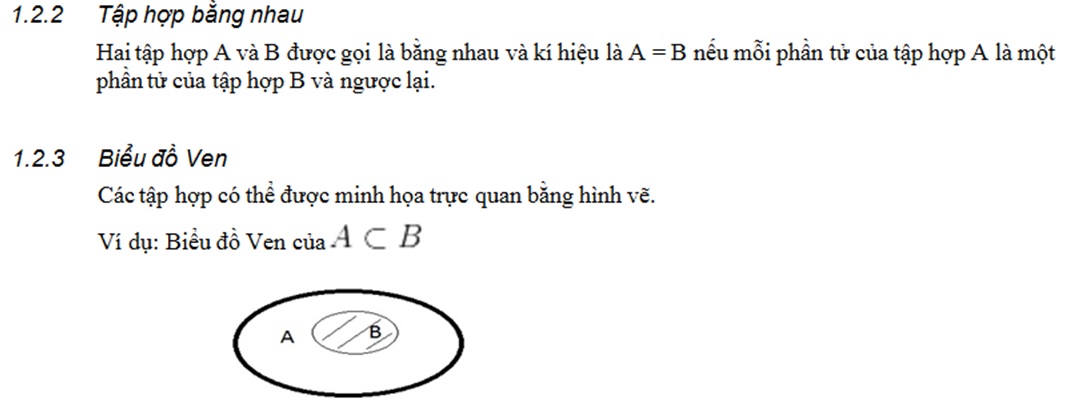 1.2.2 Tập hợp bằng nhau
Hai tập hợp A và B được gọi là bằng nhau và kí hiệu là A = B nếu mỗi phần tử của tập hợp A là một
phần tử của tập hợp B và ngược lại.
1.2.3 Biểu đồ Ven
Các tập hợp có thể được minh họa trực quan bằng hình vẽ.
Ví dụ: Biểu đồ Ven của A ⊂ B
A B